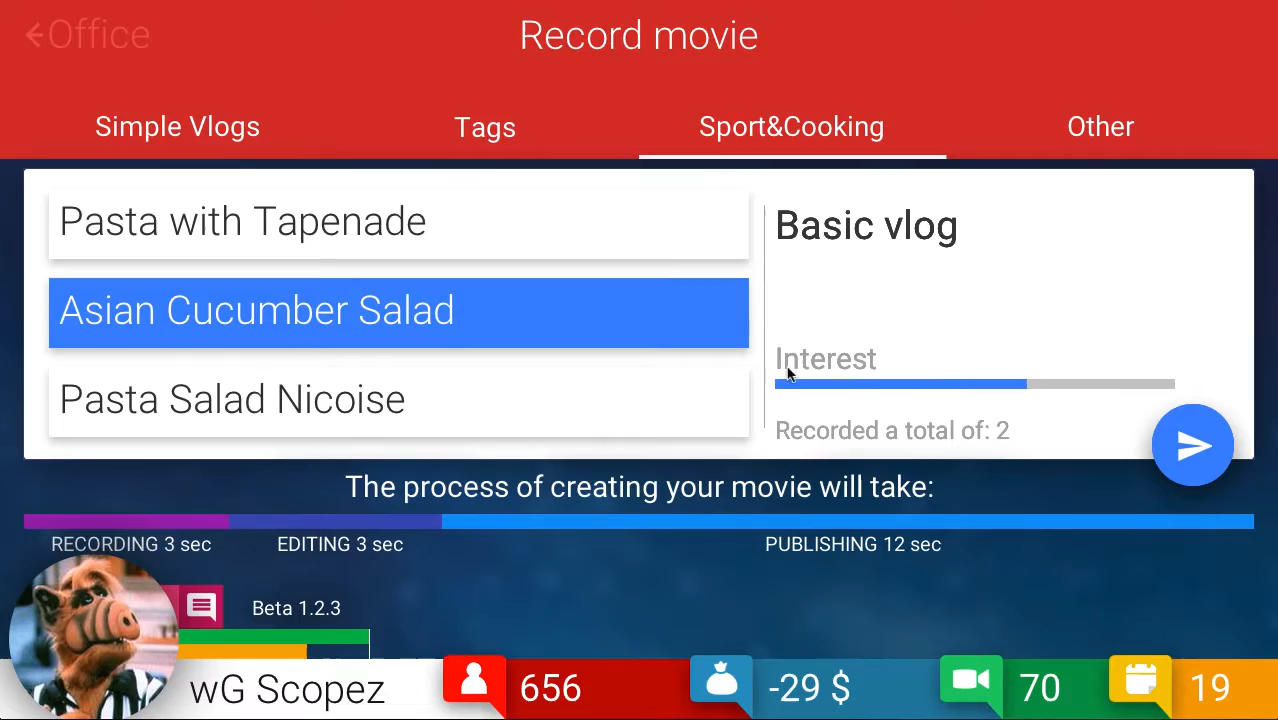 Office
Record movie
Simple Vlogs
Tags
Sport&Cooking
Other
Pasta with Tapenade
Asian Cucumber Salad
Pasta Salad Nicoise
Basic vlog
Interest
Recorded a total of: 2
The process of creating your movie will take:
RECORDING 3 sec
EDITING 3 sec
PUBLISHING 12 sec
Beta 1.2.3
wG Scopez
656
-29 $
70
19